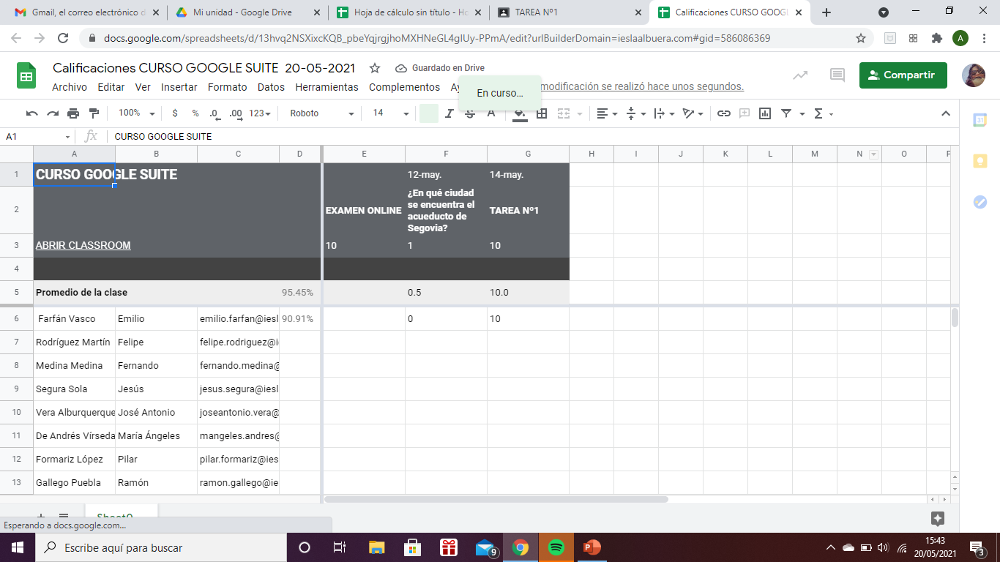 Gmail, el correo electrónico d
Mi unidad - Google Drive
Hoja de cálculo sin título - Ho
TAREA Nº1
Calificaciones CURSO GOOGLE
docs.google.com/spreadsheets/d/13hvq2NSXixcKQB_pbeYqjrgjhoMXHNeGL4gIUy-PPmA/edit?urlBuilderDomain=ieslaalbuera.com#gid=586086369
A
Calificaciones CURSO GOOGLE SUITE 20-05-2021
Guardado en Drive
Compartir
Archivo Editar Ver Insertar Formato Datos Herramientas Complementos Ay
modificación se realizó hace unos segundos.
En curso...
100% $ % .0 .00 123 Roboto 14 I S A Σ
31
A1 fx CURSO GOOGLE SUITE
A B C D E F G H I J K L M N O P
1 CURSO GOOGLE SUITE 12-may. 14-may.
2 EXAMEN ONLINE ¿En qué ciudad
se encuentra el
acueducto de
Segovia? TAREA Nº1
3 ABRIR CLASSROOM 10 1 10
4
5 Promedio de la clase 95.45% 0.5 10.0
6 Farfán Vasco Emilio emilio.farfan@iesl 90.91% 0 10
7 Rodríguez Martín Felipe felipe.rodriguez@ie
8 Medina Medina Fernando fernando.medina@
9 Segura Sola Jesús jesus.segura@iesl
10 Vera Alburquerque José Antonio joseantonio.vera@
11 De Andrés Vírseda María Ángeles mangeles.andres@
12 Formariz López Pilar pilar.formariz@ies
13 Gallego Puebla Ramón ramon.gallego@ie
Sheet0
Esperando a docs.google.com...
Escribe aquí para buscar
9
P
15:43
20/05/2021
3